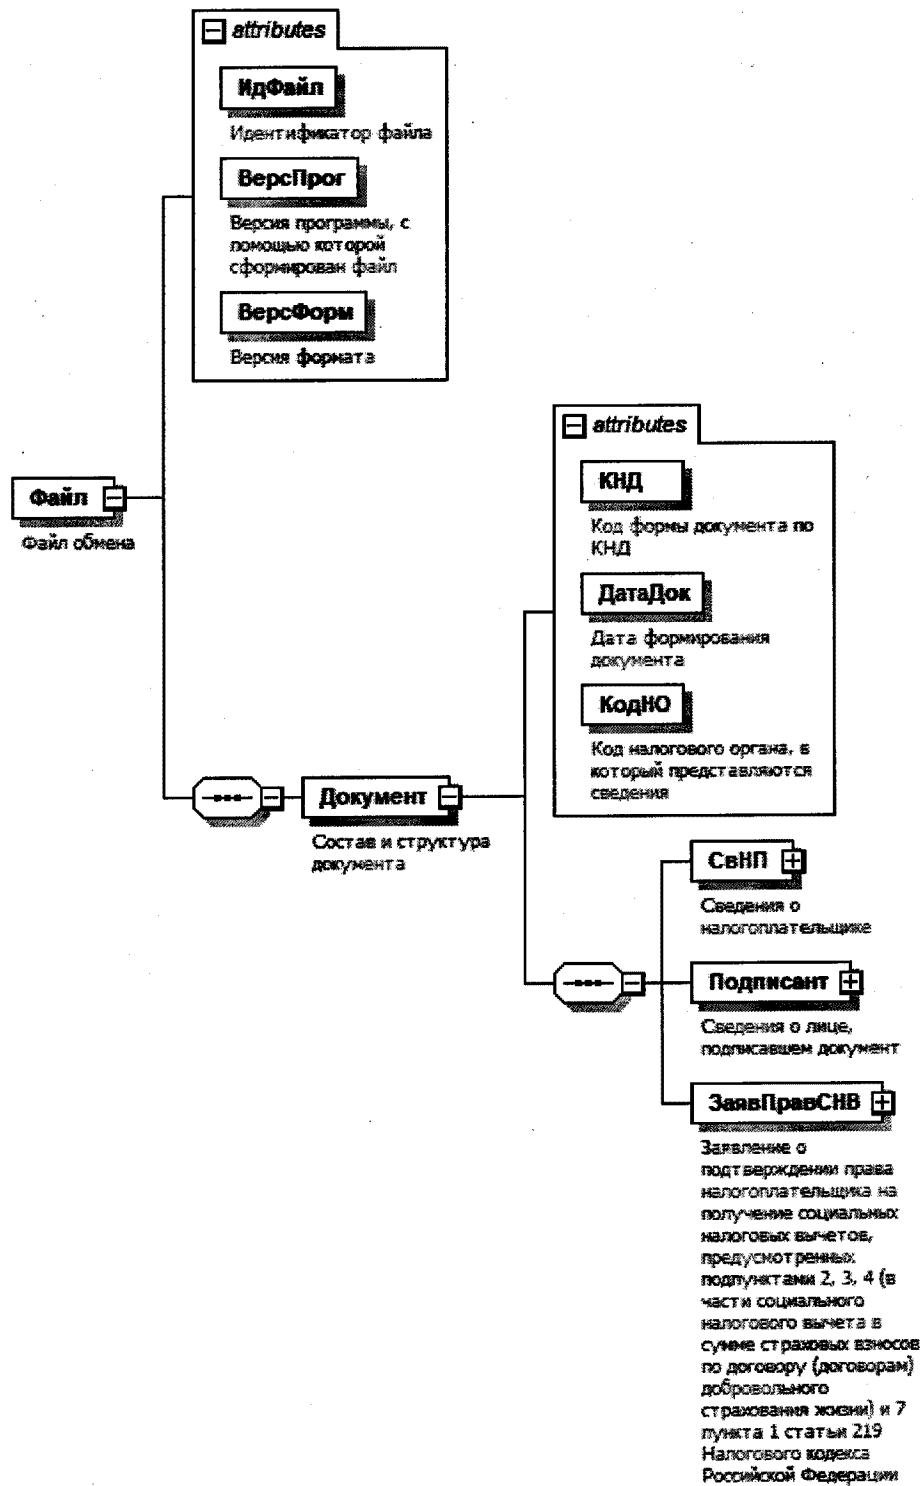 attributes
ИдФайл
Идентификатор файла
ВерсПрог
Версия программы, с
помощью которой
сформирован файл
ВерсФорм
Версия формата
Файл
Файл обмена
attributes
КНД
Код формы документа по
КНД
ДатаДок
Дата формирования
документа
КодНО
Код налогового органа, в
который представляются
сведения
Документ
Состав и структура
документа
СвНП
Сведения о
налогоплательщике
Подписант
Сведения о лице,
подписавшем документ
ЗаявПравСНВ
Заявление о
подтверждении права
налогоплательщика на
получение социальных
налоговых вычетов,
предусмотренных
подпунктами 2, 3, 4 (в
части социального
налогового вычета в
сумме страховых взносов
по договору (договорам)
добровольного
страхования жизни) и 7
пункта 1 статьи 219
Налогового кодекса
Российской Федерации